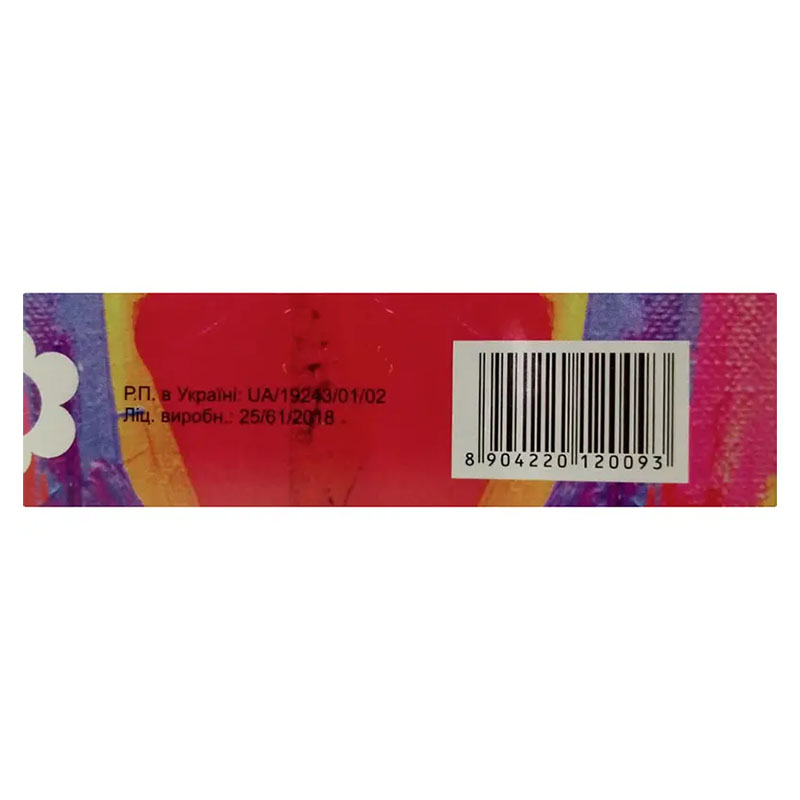 Р.П. в Україні: UA/19243/01/02
Ліц. виробн.: 25/61/2018
8 904220 120093